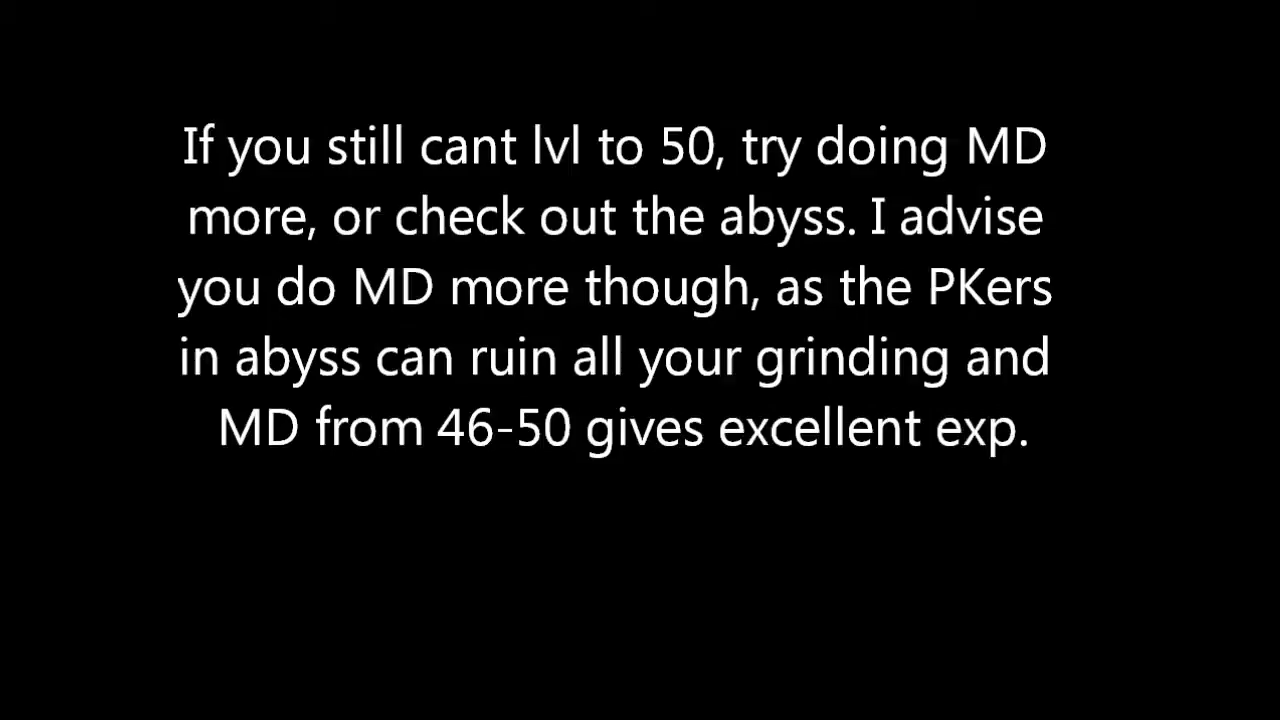 If you still cant lvl to 50, try doing MD
more, or check out the abyss. I advise
you do MD more though, as the PKers
in abyss can ruin all your grinding and
MD from 46-50 gives excellent exp.